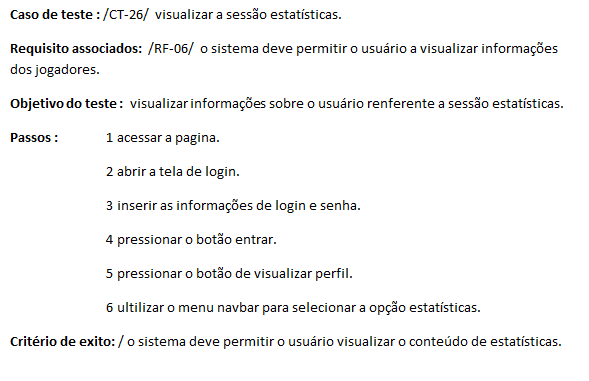 Caso de teste : /CT-26/ visualizar a sessão estatísticas.
Requisito associados: /RF-06/ o sistema deve permitir o usuário a visualizar informações
dos jogadores.
Objetivo do teste : visualizar informações sobre o usuário renferente a sessão estatísticas.
Passos : 1 acessar a pagina.
2 abrir a tela de login.
3 inserir as informações de login e senha.
4 pressionar o botão entrar.
5 pressionar o botão de visualizar perfil.
6 ultilizar o menu navbar para selecionar a opção estatísticas.
Critério de exito: / o sistema deve permitir o usuário visualizar o conteúdo de estatísticas.